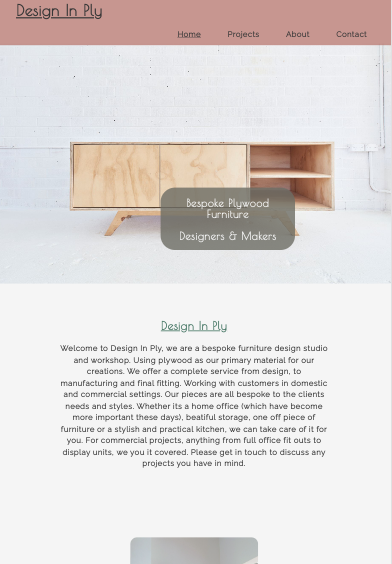 Design In Ply
Home Projects About Contact
Bespoke Plywood
Furniture
Designers & Makers
Design In Ply
Welcome to Design In Ply, we are a bespoke furniture design studio
and workshop. Using plywood as our primary material for our
creations. We offer a complete service from design, to
manufacturing and final fitting. Working with customers in domestic
and commercial settings. Our pieces are all bespoke to the clients
needs and styles. Whether its a home office (which have become
more important these days), beatiful storage, one off piece of
furniture or a stylish and practical kitchen, we can take care of it for
you. For commercial projects, anything from full office fit outs to
display units, we you it covered. Please get in touch to discuss any
projects you have in mind.